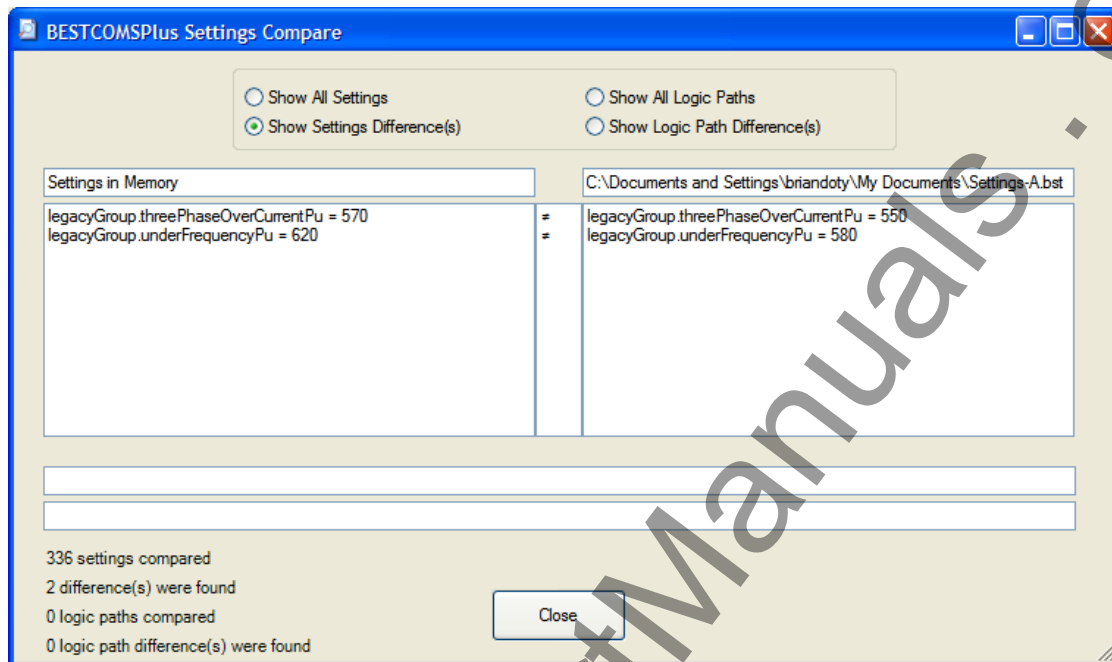 BESTCOMSPlus Settings Compare
Show All Settings
Show All Logic Paths
Show Settings Difference(s)
Show Logic Path Difference(s)
Settings in Memory
C:\Documents and Settings\briandoty\My Documents\Settings-A.bst
legacyGroup.threePhaseOverCurrentPu = 570 ≠ legacyGroup.threePhaseOverCurrentPu = 550
legacyGroup.underFrequencyPu = 620 ≠ legacyGroup.underFrequencyPu = 580
336 settings compared
2 difference(s) were found
0 logic paths compared
0 logic path difference(s) were found
Close
tManuals .